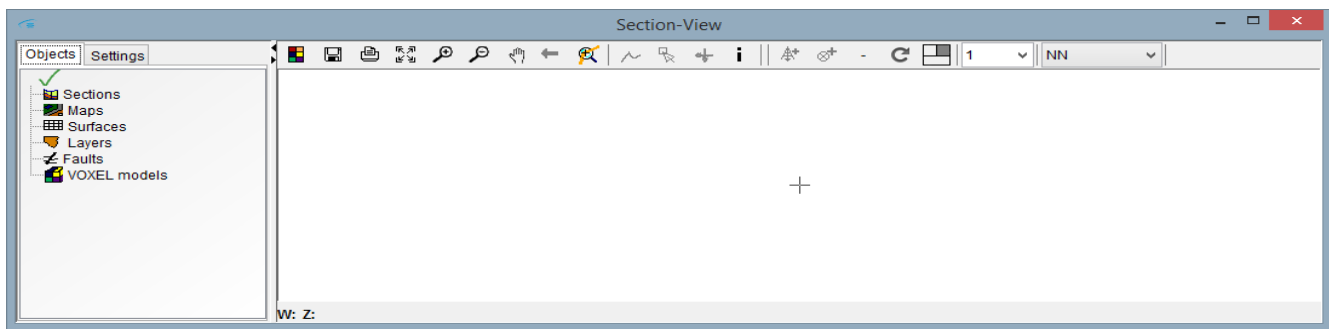 Section-View
Objects Settings
1 NN
Sections
Maps
Surfaces
Layers
Faults
VOXEL models
W: Z: